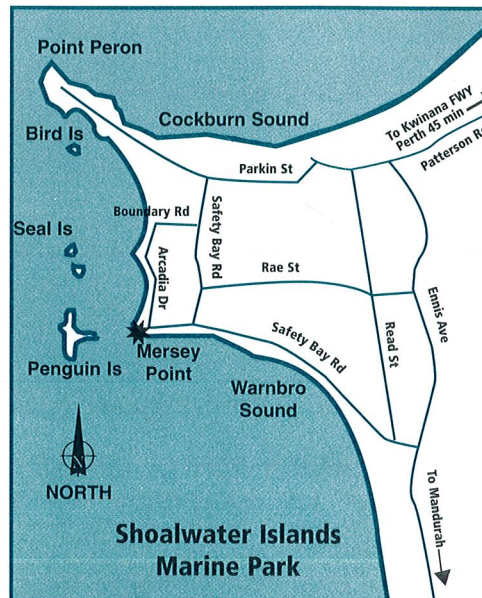 Point Peron
Cockburn Sound
To Kwinana FWY
Perth 45 min
Patterson R
Bird Is
Parkin St
Boundary Rd
Safety Bay Rd
Seal Is
Arcadia Dr
Rae St
Ennis Ave
Safety Bay Rd
Read St
Penguin Is
Mersey
Point
Warnbro
Sound
NORTH
To Mandurah
Shoalwater Islands
Marine Park